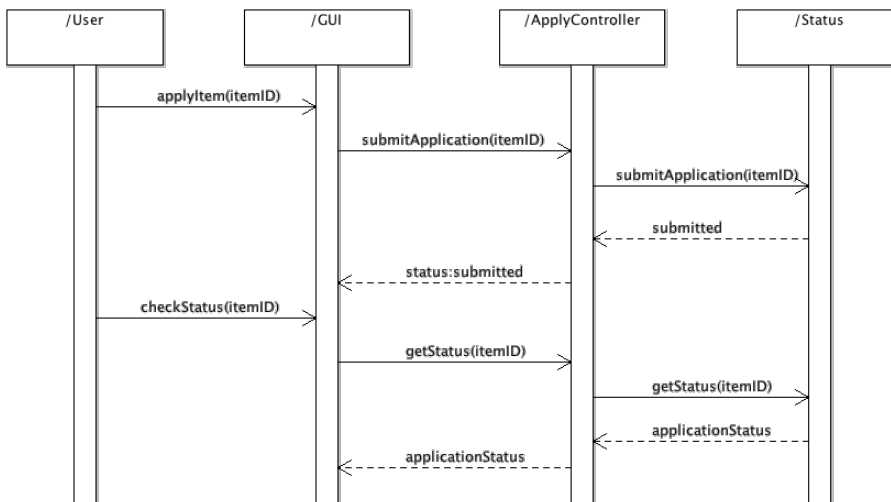 /User
/GUI
/ApplyController
/Status
applyItem(itemID)
submitApplication(itemID)
submitApplication(itemID)
submitted
status:submitted
checkStatus(itemID)
getStatus(itemID)
getStatus(itemID)
applicationStatus
applicationStatus